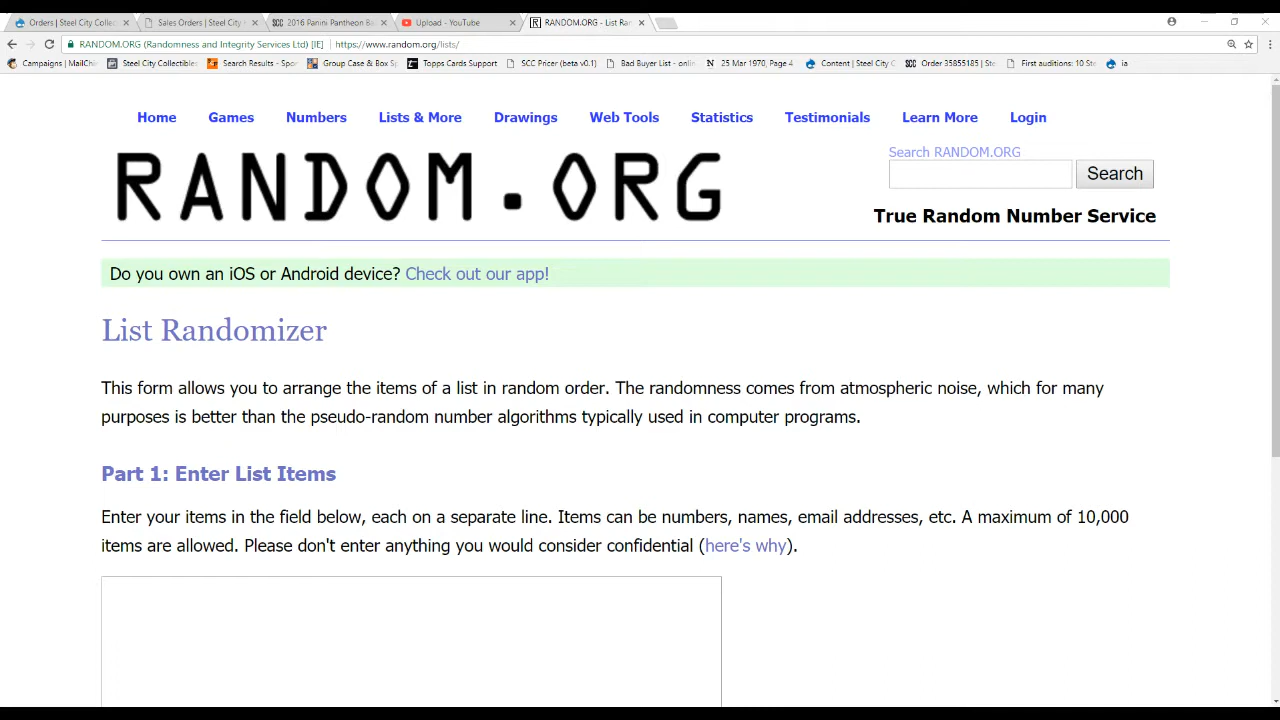 Orders | Steel City Collec
Sales Orders | Steel City
2016 Panini Pantheon Ba
Upload - YouTube
RANDOM.ORG - List Ra
RANDOM.ORG (Randomness and Integrity Services Ltd) [IE]
https://www.random.org/lists/
Campaigns | MailChi
Steel City Collectibles
Search Results - Spo
Group Case & Box S
Topps Cards Support
SCC Pricer (beta v0.1)
Bad Buyer List - onlin
25 Mar 1970, Page 4
Content | Steel City C
Order 35855185 | Ste
First auditions: 10 Ste
ia
Home Games Numbers Lists & More Drawings Web Tools Statistics Testimonials Learn More Login
RANDOM.ORG
Search RANDOM.ORG
Search
True Random Number Service
Do you own an iOS or Android device? Check out our app!
List Randomizer
This form allows you to arrange the items of a list in random order. The randomness comes from atmospheric noise, which for many
purposes is better than the pseudo-random number algorithms typically used in computer programs.
Part 1: Enter List Items
Enter your items in the field below, each on a separate line. Items can be numbers, names, email addresses, etc. A maximum of 10,000
items are allowed. Please don't enter anything you would consider confidential (here's why).